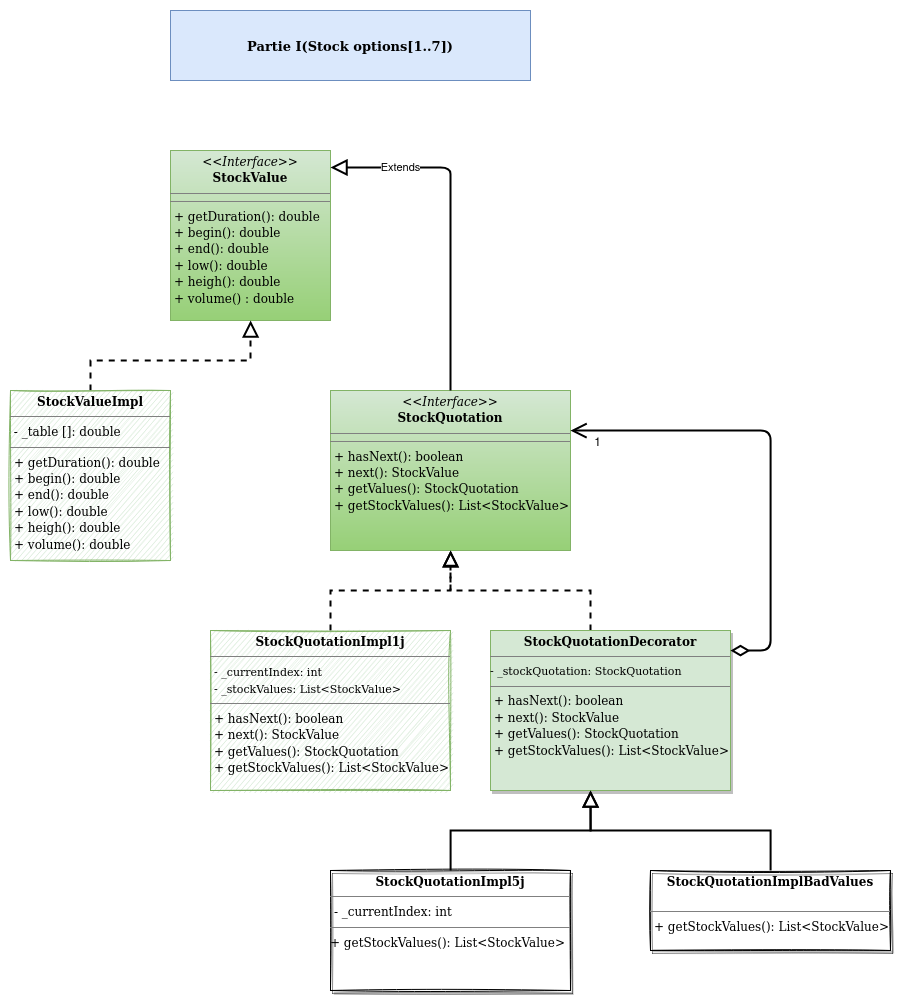 Partie I(Stock options[1..7])
<<Interface>>
StockValue
+ getDuration(): double
+ begin(): double
+ end(): double
+ low(): double
+ heigh(): double
+ volume() : double
Extends
StockValueImpl
- _table []: double
+ getDuration(): double
+ begin(): double
+ end(): double
+ low(): double
+ heigh(): double
+ volume(): double
<<Interface>>
StockQuotation
+ hasNext(): boolean
+ next(): StockValue
+ getValues(): StockQuotation
+ getStockValues(): List<StockValue>
1
StockQuotationImpl1j
- _currentIndex: int
- _stockValues: List<StockValue>
+ hasNext(): boolean
+ next(): StockValue
+ getValues(): StockQuotation
+ getStockValues(): List<StockValue>
StockQuotationDecorator
- _stockQuotation: StockQuotation
+ hasNext(): boolean
+ next(): StockValue
+ getValues(): StockQuotation
+ getStockValues(): List<StockValue>
StockQuotationImpl5j
- _currentIndex: int
+ getStockValues(): List<StockValue>
StockQuotationImplBadValues
+ getStockValues(): List<StockValue>